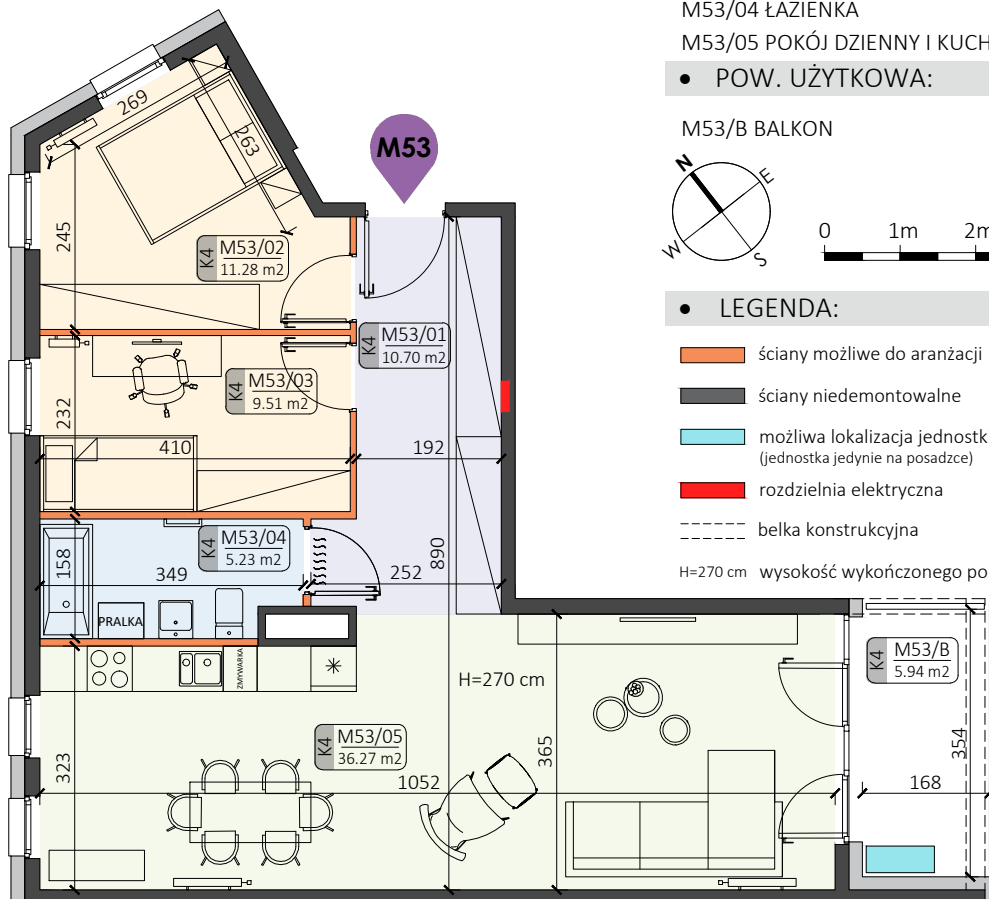 M53/04 ŁAZIENKA
M53/05 POKÓJ DZIENNY I KUCH
• POW. UŻYTKOWA:
M53/B BALKON
N
E
W
S
0 1m 2m
• LEGENDA:
ściany możliwe do aranżacji
ściany niedemontowalne
możliwa lokalizacja jednostk
(jednostka jedynie na posadzce)
rozdzielnia elektryczna
belka konstrukcyjna
H=270 cm wysokość wykończonego po
M53
269
263
245
K4 M53/02
11.28 m2
K4 M53/01
10.70 m2
K4 M53/03
9.51 m2
232
410
192
K4 M53/04
5.23 m2
158
349
252
890
PRALKA
ZMYWARKA
H=270 cm
K4 M53/B
5.94 m2
K4 M53/05
36.27 m2
323
365
354
1052
168